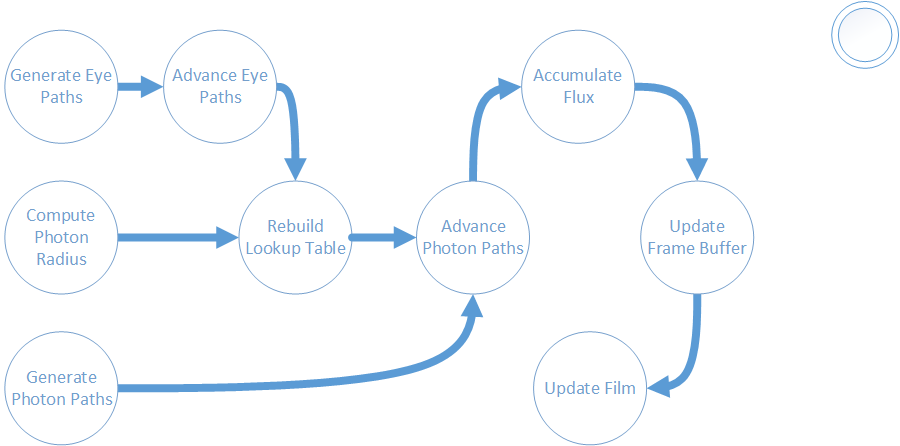 Generate Eye
Paths
Advance Eye
Paths
Accumulate
Flux
Compute
Photon
Radius
Rebuild
Lookup Table
Advance
Photon Paths
Update
Frame Buffer
Generate
Photon Paths
Update Film